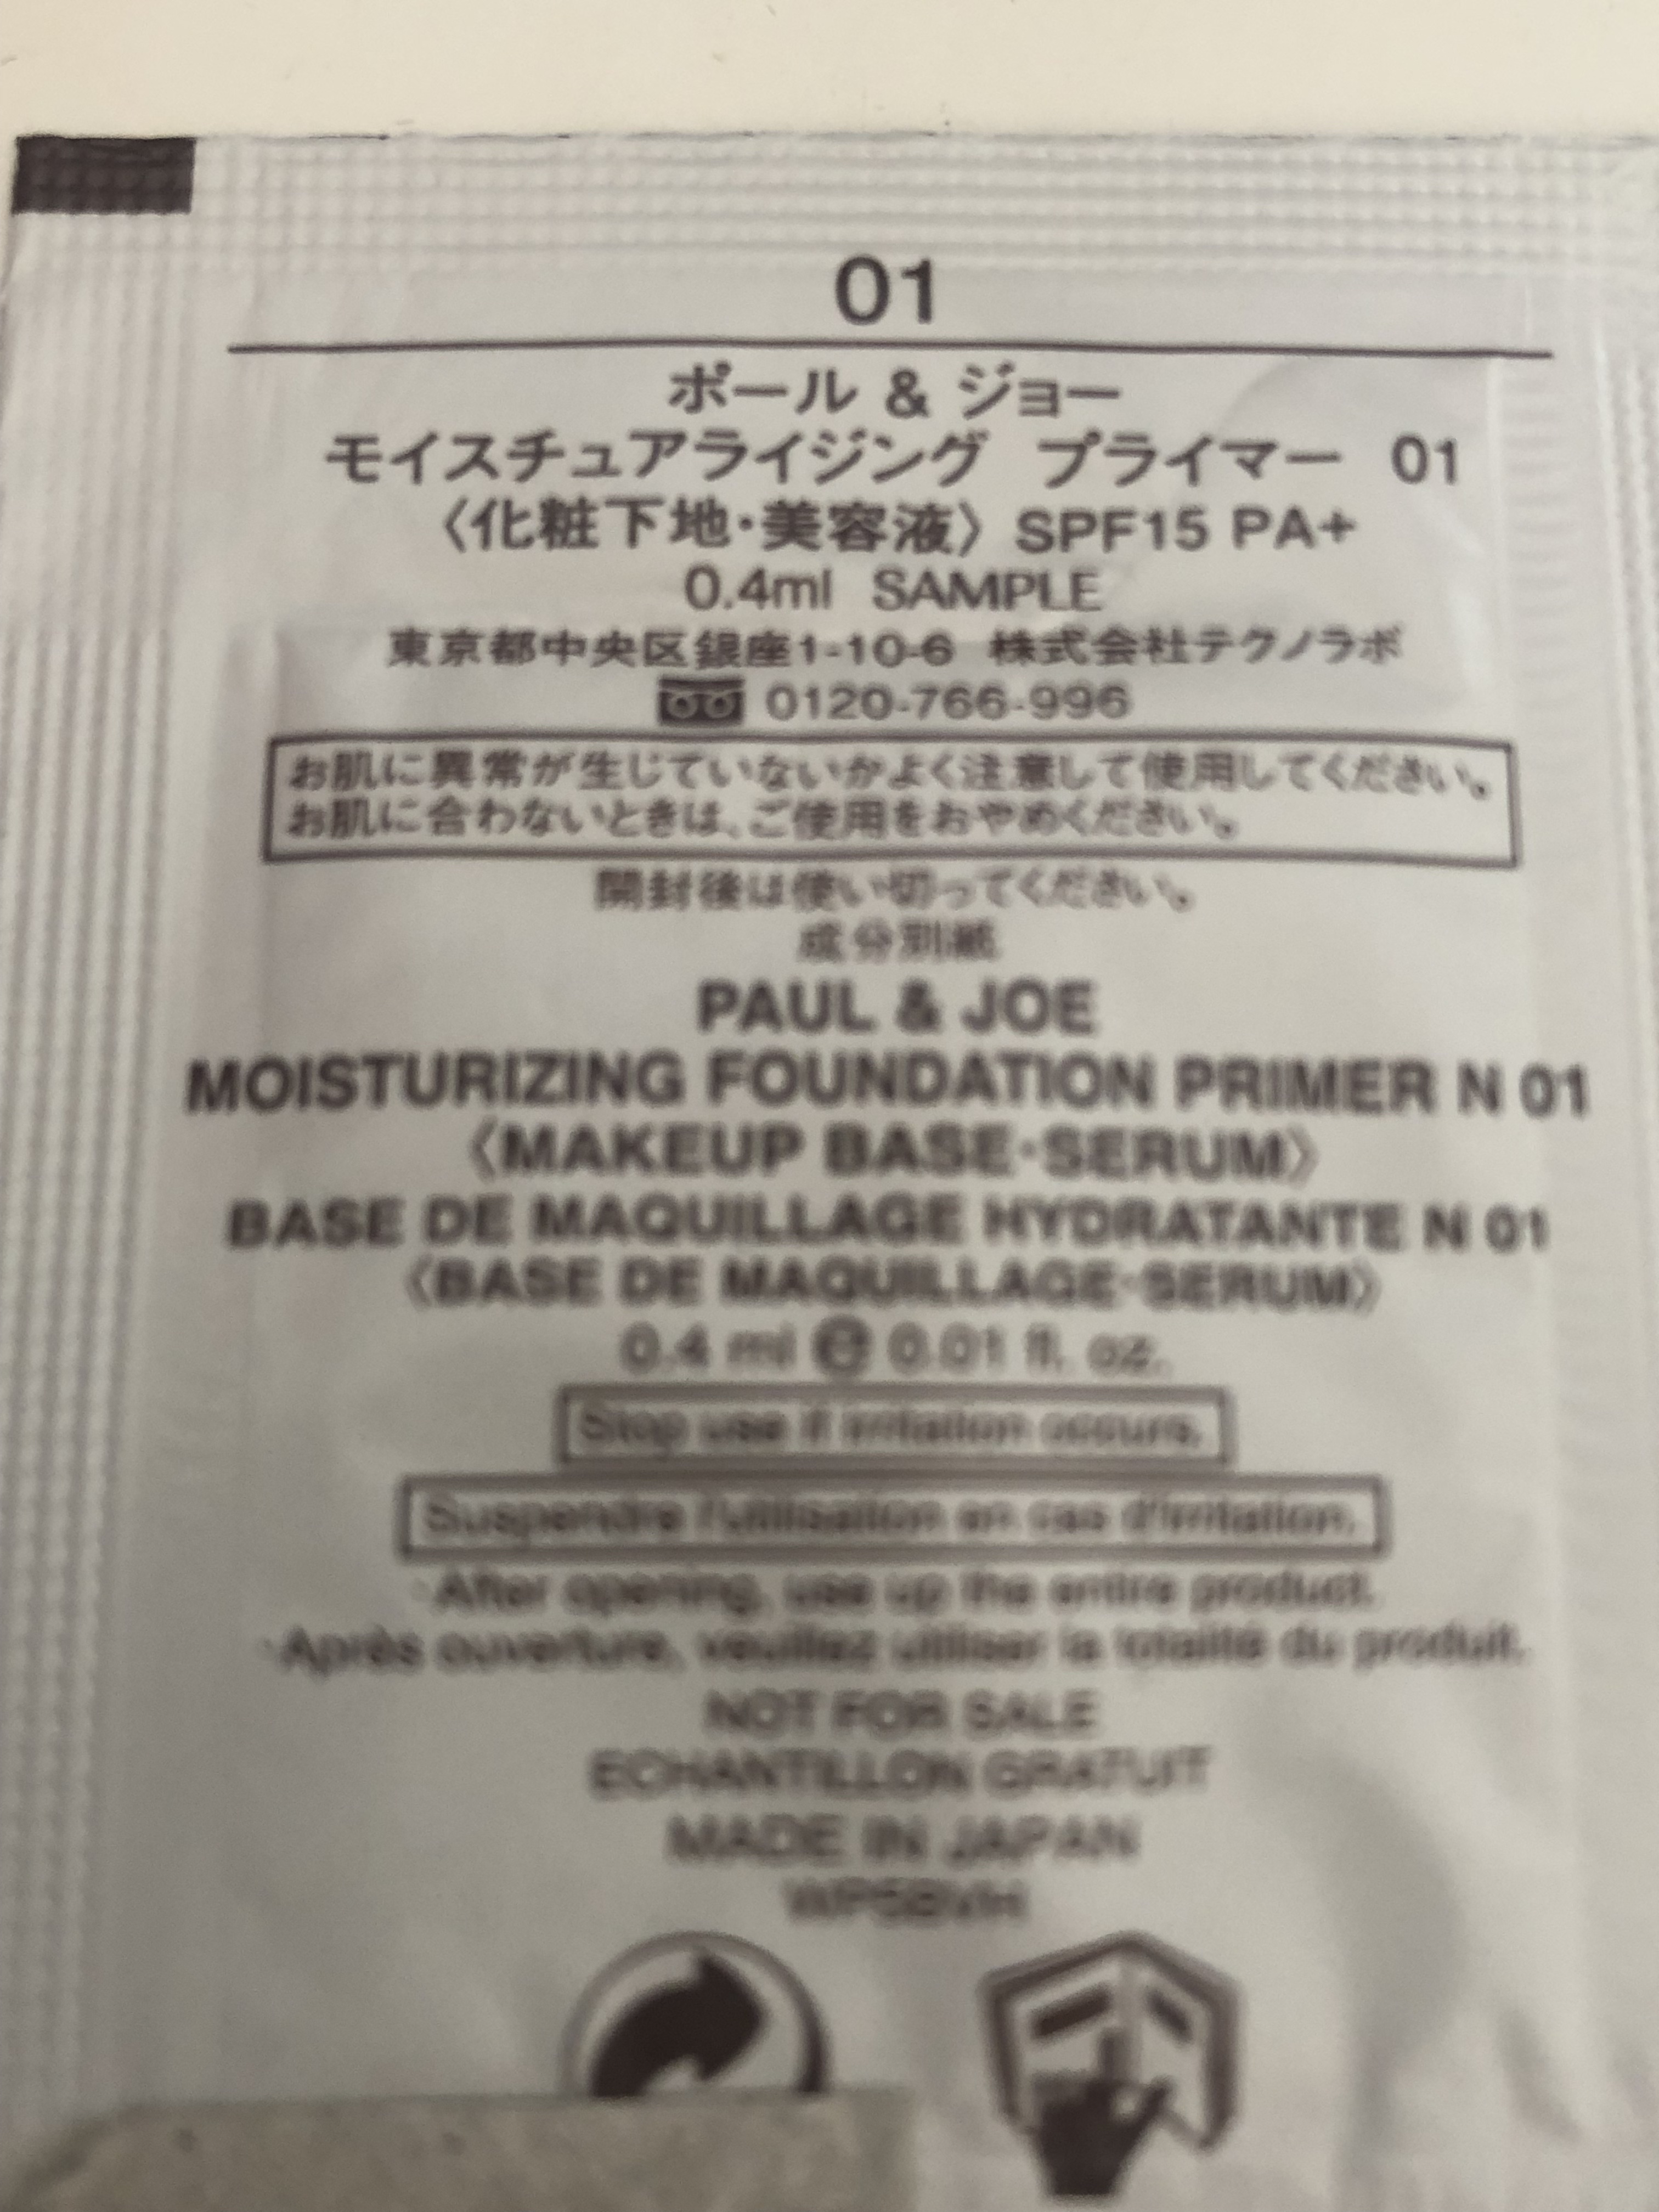 01
ポール & ジョー
モイスチュアライジング プライマー 01
〈化粧下地・美容液〉SPF15 PA+
0.4ml SAMPLE
東京都中央区銀座1-10-6 株式会社テクノラボ
0120-766-996
お肌に異常が生じていないかよく注意して使用してください。
お肌に合わないときは、ご使用をおやめください。
開封後は使い切ってください。
成分別紙
PAUL & JOE
MOISTURIZING FOUNDATION PRIMER N 01
〈MAKEUP BASE·SERUM〉
BASE DE MAQUILLAGE HYDRATANTE N 01
〈BASE DE MAQUILLAGE·SERUM〉
0.4 ml ℮ 0.01 fl. oz.
Stop use if irritation occurs.
Suspendre l'utilisation en cas d'irritation.
·After opening, use up the entire product.
·Après ouverture, veuillez utiliser la totalité du produit.
NOT FOR SALE
ECHANTILLON GRATUIT
MADE IN JAPAN